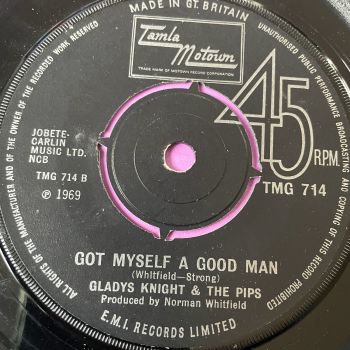 MADE IN GT. BRITAIN
UNAUTHORISED PUBLIC PERFORMANCE BROADCASTING AND COPYING OF THIS RECORD PROHIBITED
ALL RIGHTS OF THE MANUFACTURER AND OF THE OWNER OF THE RECORDED WORK RESERVED
Tamla Motown
TRADE MARK OF MOTOWN RECORD CORPORATION
45 R.P.M.
JOBETE-
CARLIN
MUSIC LTD.
NCB
TMG 714 B
TMG 714
℗ 1969
GOT MYSELF A GOOD MAN
(Whitfield—Strong)
GLADYS KNIGHT & THE PIPS
Produced by Norman Whitfield
E.M.I. RECORDS LIMITED